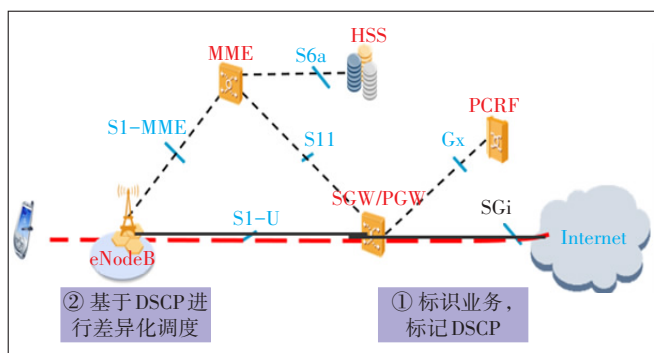 HSS
MME
S6a
PCRF
S1-MME
S11
Gx
SGW/PGW
SGi
S1-U
Internet
eNodeB
② 基于DSCP进
行差异化调度
① 标识业务，
标记DSCP